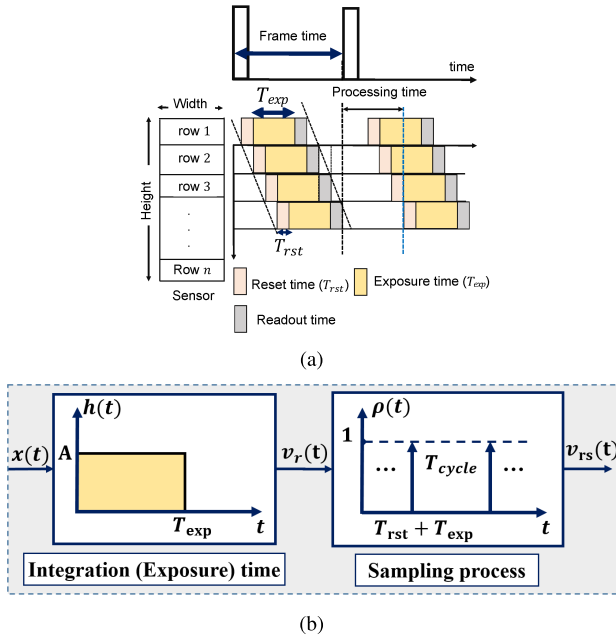 Frame time
time
Processing time
Width
T_exp
row 1
row 2
row 3
.
.
.
Row n
Height
Sensor
T_rst
Reset time (T_rst)
Exposure time (T_exp)
Readout time
(a)
x(t)
h(t)
A
T_exp
t
v_r(t)
ρ(t)
1
...
T_cycle
...
T_rst + T_exp
t
v_rs(t)
Integration (Exposure) time
Sampling process
(b)